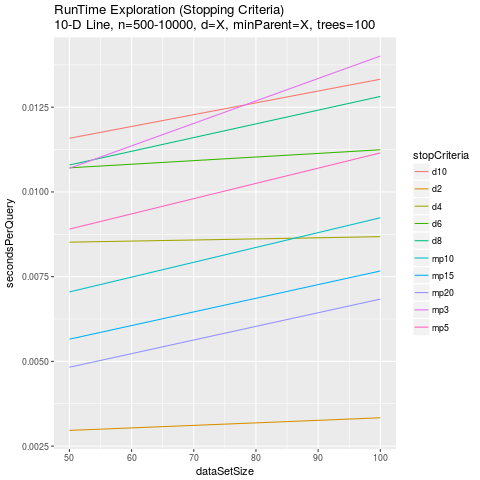 RunTime Exploration (Stopping Criteria)
10-D Line, n=500-10000, d=X, minParent=X, trees=100
0.0125
0.0100
0.0075
0.0050
0.0025
secondsPerQuery
50
60
70
80
90
100
dataSetSize
stopCriteria
d10
d2
d4
d6
d8
mp10
mp15
mp20
mp3
mp5